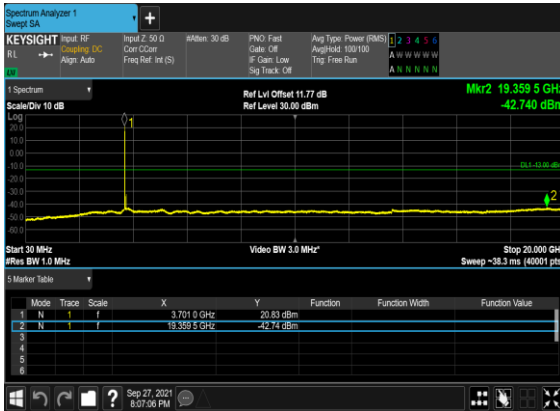 Spectrum Analyzer 1
Swept SA
+
KEYSIGHT Input: RF Input Z: 50 Ω #Atten: 30 dB PNO: Fast Avg Type: Power (RMS) 1 2 3 4 5 6
RL Coupling: DC Corr CCorr Gate: Off Avg|Hold: 100/100 A W W W W W
Align: Auto Freq Ref: Int (S) IF Gain: Low Trig: Free Run
Sig Track: Off A N N N N N
1 Spectrum
Scale/Div 10 dB
Ref Lvl Offset 11.77 dB
Ref Level 30.00 dBm
Mkr2 19.359 5 GHz
-42.740 dBm
Log
20.0
10.0
0.00
-10.0
-20.0
-30.0
-40.0
-50.0
-60.0
1
DL1 -13.00 dBm
2
Start 30 MHz Video BW 3.0 MHz* Stop 20.000 GHz
#Res BW 1.0 MHz Sweep ~38.3 ms (40001 pts
5 Marker Table
Mode Trace Scale X Y Function Function Width Function Value
1 N 1 f 3.701 0 GHz 20.83 dBm
2 N 1 f 19.359 5 GHz -42.74 dBm
3
4
5
6
? Sep 27, 2021
8:07:06 PM